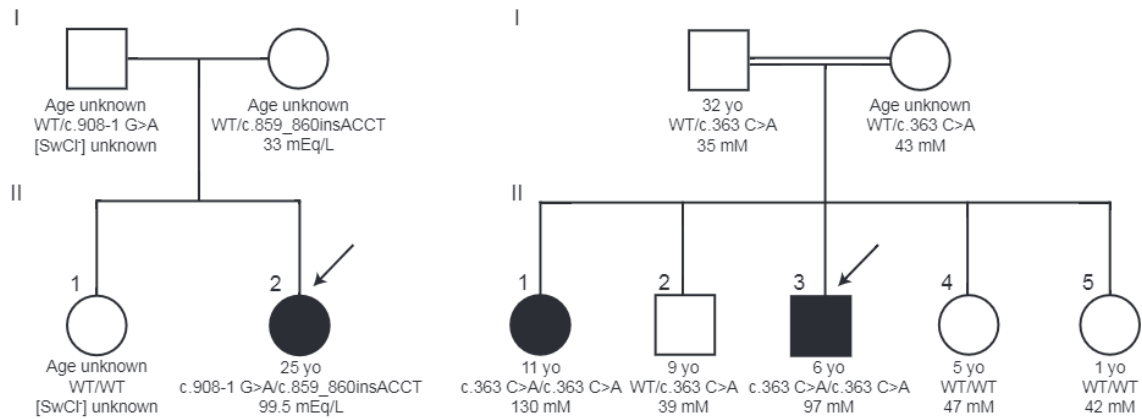 I
Age unknown
WT/c.908-1 G>A
[SwCl-] unknown
Age unknown
WT/c.859_860insACCT
33 mEq/L
II
1
Age unknown
WT/WT
[SwCl-] unknown
2
25 yo
c.908-1 G>A/c.859_860insACCT
99.5 mEq/L
I
32 yo
WT/c.363 C>A
35 mM
Age unknown
WT/c.363 C>A
43 mM
II
1
11 yo
c.363 C>A/c.363 C>A
130 mM
2
9 yo
WT/c.363 C>A
39 mM
3
6 yo
c.363 C>A/c.363 C>A
97 mM
4
5 yo
WT/WT
47 mM
5
1 yo
WT/WT
42 mM